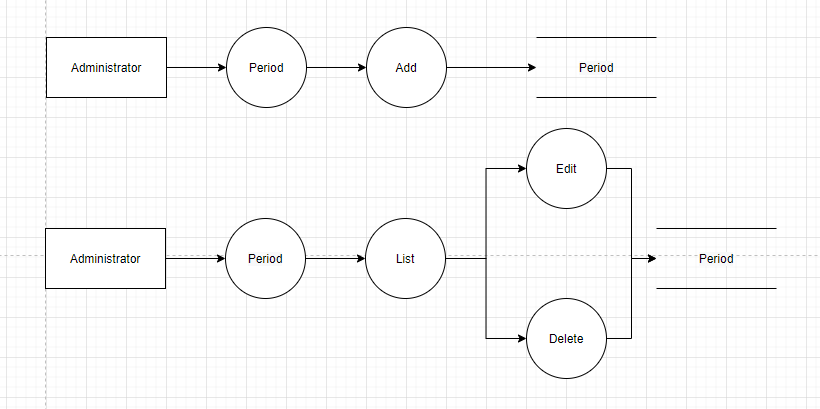 Administrator
Period
Add
Period
Edit
Administrator
Period
List
Period
Delete